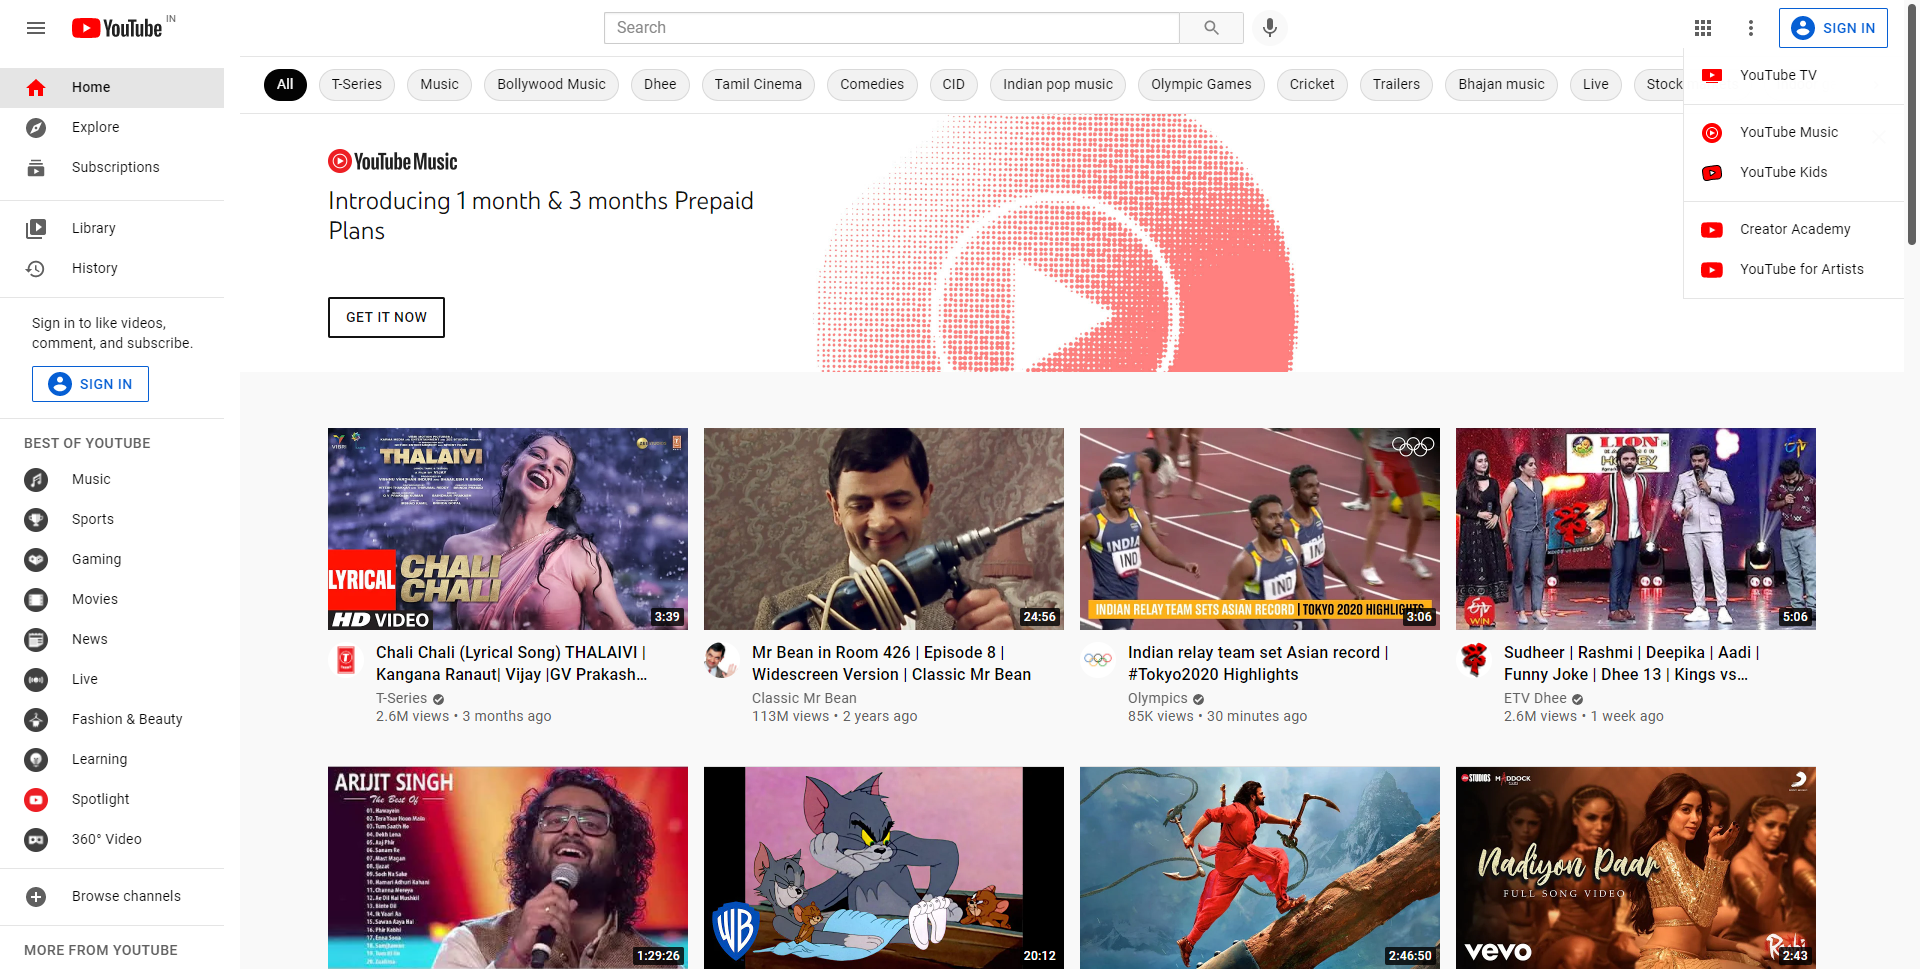 YouTube IN
Search
SIGN IN
Home
Explore
Subscriptions
Library
History
Sign in to like videos,
comment, and subscribe.
SIGN IN
BEST OF YOUTUBE
Music
Sports
Gaming
Movies
News
Live
Fashion & Beauty
Learning
Spotlight
360° Video
Browse channels
MORE FROM YOUTUBE
All
T-Series
Music
Bollywood Music
Dhee
Tamil Cinema
Comedies
CID
Indian pop music
Olympic Games
Cricket
Trailers
Bhajan music
Live
Stock
YouTube TV
YouTube Music
YouTube Kids
Creator Academy
YouTube for Artists
YouTube Music
Introducing 1 month & 3 months Prepaid
Plans
GET IT NOW
THALAIVI
LYRICAL
CHALI
CHALI
HD VIDEO
3:39
Chali Chali (Lyrical Song) THALAIVI |
Kangana Ranaut| Vijay |GV Prakash...
T-Series
2.6M views • 3 months ago
24:56
Mr Bean in Room 426 | Episode 8 |
Widescreen Version | Classic Mr Bean
Classic Mr Bean
113M views • 2 years ago
INDIA
IND
IND
IN
INDIAN RELAY TEAM SETS ASIAN RECORD | TOKYO 2020 HIGHLIGHTS
3:06
Indian relay team set Asian record |
#Tokyo2020 Highlights
Olympics
85K views • 30 minutes ago
LION
HONEY
WIN
5:06
Sudheer | Rashmi | Deepika | Aadi |
Funny Joke | Dhee 13 | Kings vs...
ETV Dhee
2.6M views • 1 week ago
ARIJIT SINGH
The Best Of
1:29:26
WB
20:12
2:46:50
STUDIOS MADDOCK
Nadiyon Paar
FULL SONG VIDEO
vevo
2:43